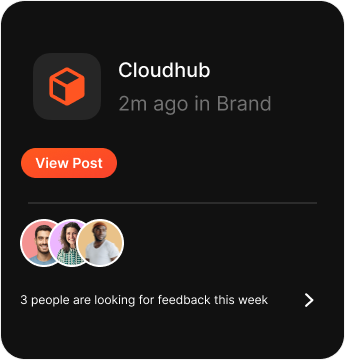 Cloudhub
2m ago in Brand
View Post
3 people are looking for feedback this week